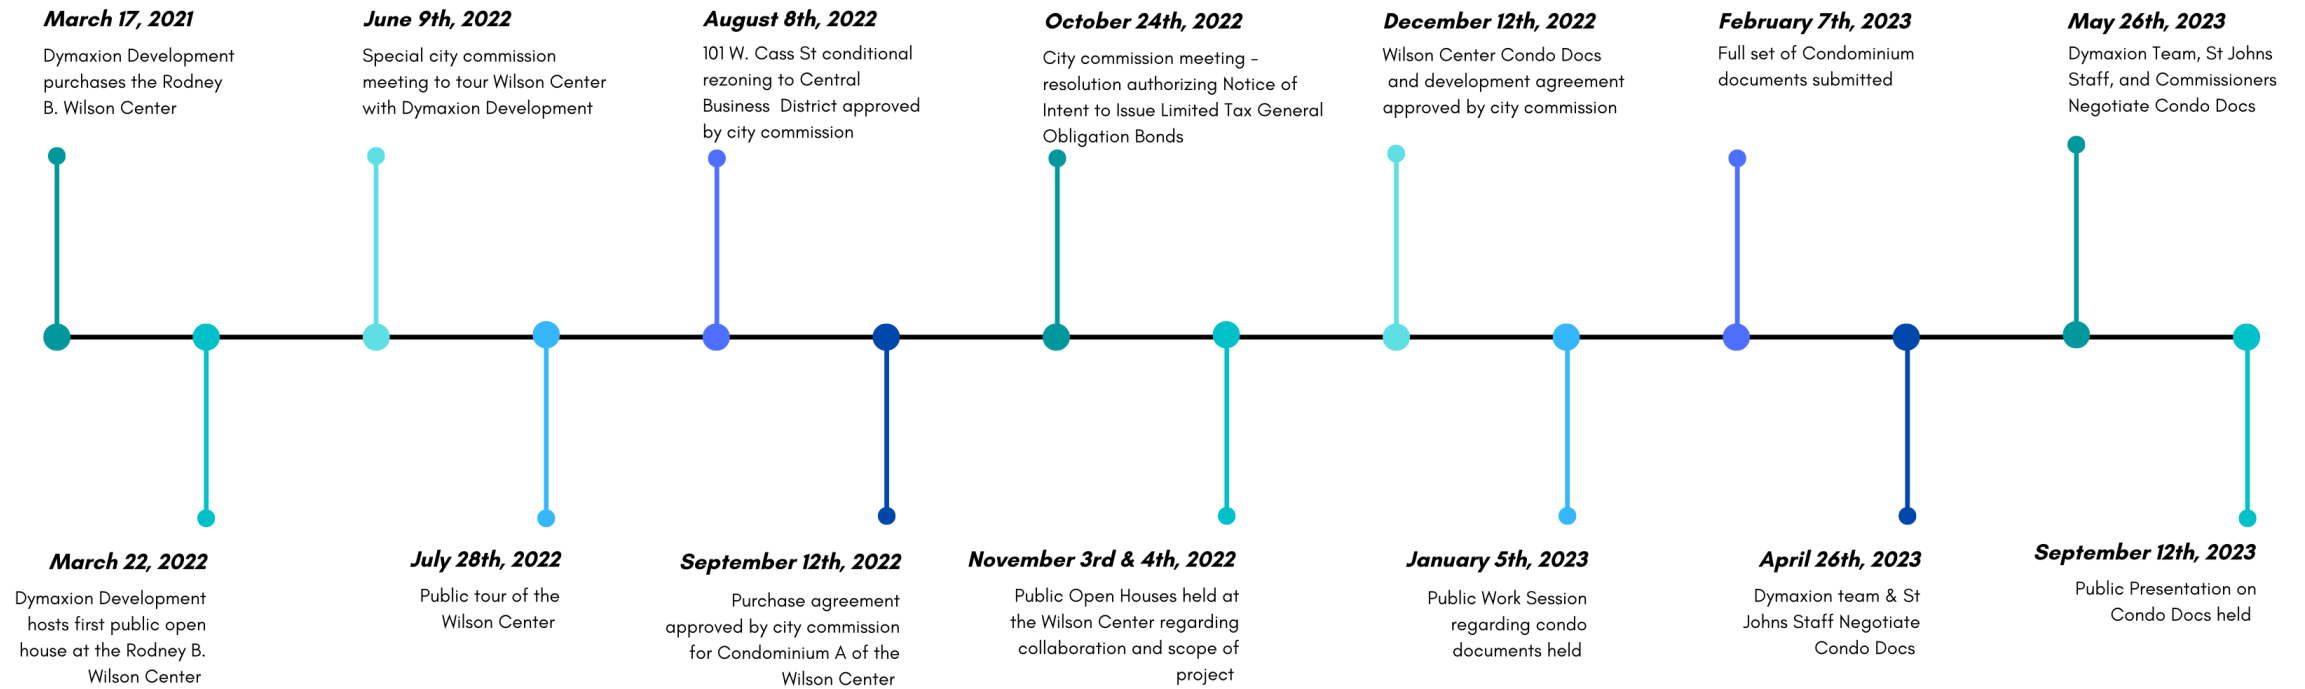 March 17, 2021
Dymaxion Development
purchases the Rodney
B. Wilson Center
June 9th, 2022
Special city commission
meeting to tour Wilson Center
with Dymaxion Development
August 8th, 2022
101 W. Cass St conditional
rezoning to Central
Business District approved
by city commission
October 24th, 2022
City commission meeting -
resolution authorizing Notice of
Intent to Issue Limited Tax General
Obligation Bonds
December 12th, 2022
Wilson Center Condo Docs
and development agreement
approved by city commission
February 7th, 2023
Full set of Condominium
documents submitted
May 26th, 2023
Dymaxion Team, St Johns
Staff, and Commissioners
Negotiate Condo Docs
March 22, 2022
Dymaxion Development
hosts first public open
house at the Rodney B.
Wilson Center
July 28th, 2022
Public tour of the
Wilson Center
September 12th, 2022
Purchase agreement
approved by city commission
for Condominium A of the
Wilson Center
November 3rd & 4th, 2022
Public Open Houses held at
the Wilson Center regarding
collaboration and scope of
project
January 5th, 2023
Public Work Session
regarding condo
documents held
April 26th, 2023
Dymaxion team & St
Johns Staff Negotiate
Condo Docs
September 12th, 2023
Public Presentation on
Condo Docs held